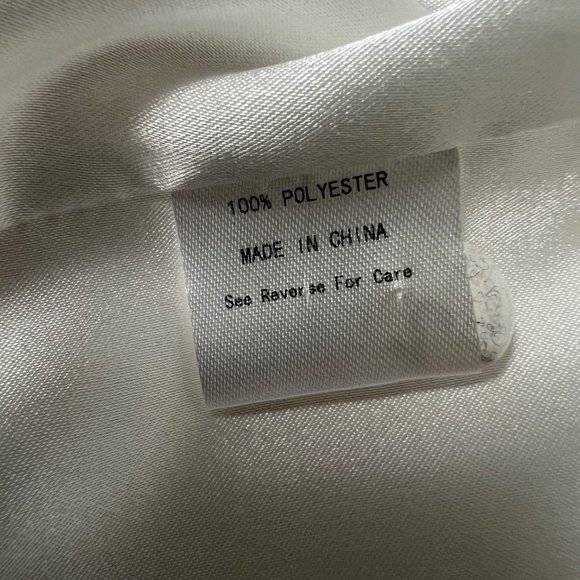 100% POLYESTER
MADE IN CHINA
See Reverse For Care